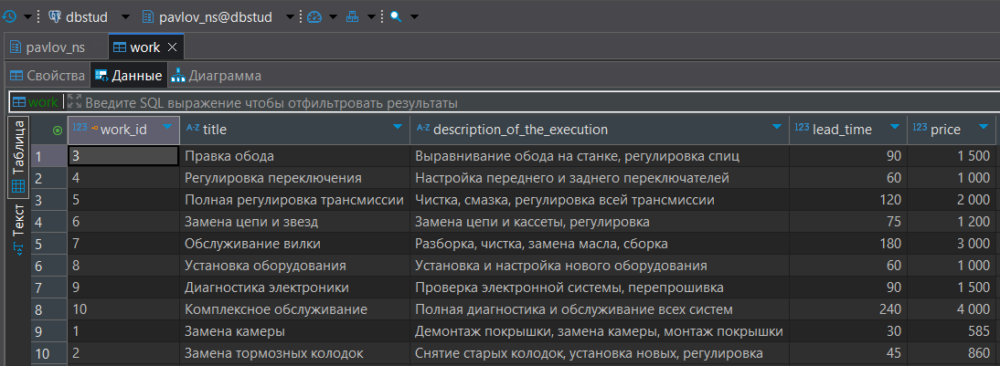 dbstud pavlov_ns@dbstud
pavlov_ns work
Свойства Данные Диаграмма
work Введите SQL выражение чтобы отфильтровать результаты
Таблица
Текст
123 work_id A-Z title A-Z description_of_the_execution 123 lead_time 123 price
1 3 Правка обода Выравнивание обода на станке, регулировка спиц 90 1 500
2 4 Регулировка переключения Настройка переднего и заднего переключателей 60 1 000
3 5 Полная регулировка трансмиссии Чистка, смазка, регулировка всей трансмиссии 120 2 000
4 6 Замена цепи и звезд Замена цепи и кассеты, регулировка 75 1 200
5 7 Обслуживание вилки Разборка, чистка, замена масла, сборка 180 3 000
6 8 Установка оборудования Установка и настройка нового оборудования 60 1 000
7 9 Диагностика электроники Проверка электронной системы, перепрошивка 90 1 500
8 10 Комплексное обслуживание Полная диагностика и обслуживание всех систем 240 4 000
9 1 Замена камеры Демонтаж покрышки, замена камеры, монтаж покрышки 30 585
10 2 Замена тормозных колодок Снятие старых колодок, установка новых, регулировка 45 860